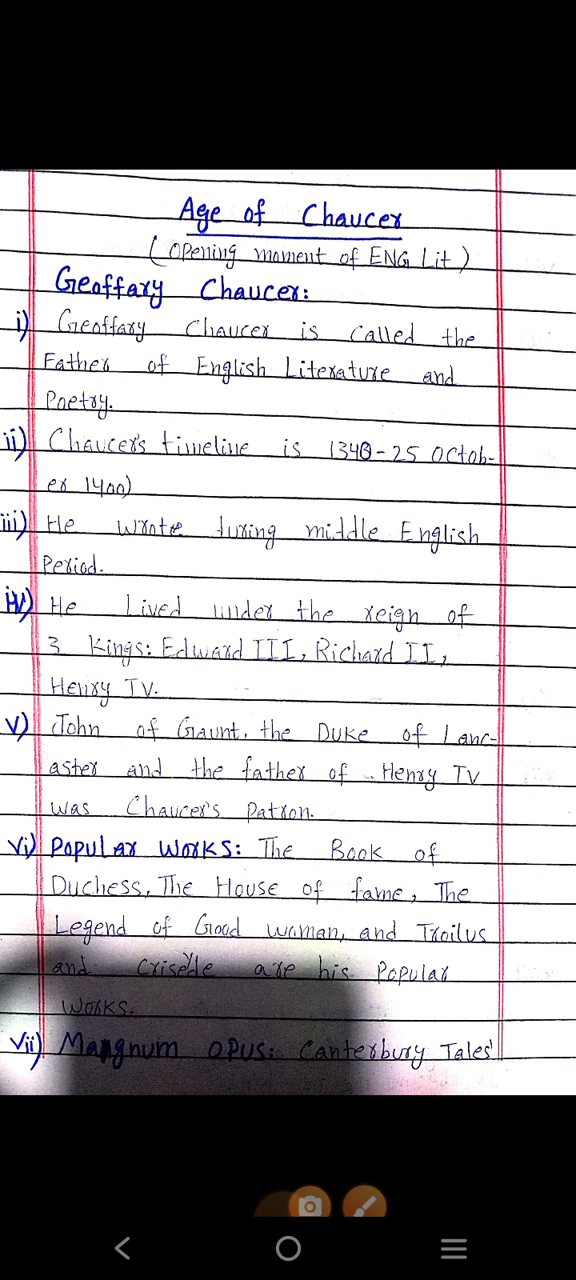 Age of Chaucer
(Opening moment of ENG Lit)
Geoffary Chaucer:
i) Geoffary Chaucer is called the
Father of English Literature and
Poetry.
ii) Chaucer's timeline is 1340-25 Octob-
er 1400)
iii) He wrote during middle English
Period.
iv) He Lived under the reign of
3 Kings: Edward III, Richard II,
Henry IV.
v) John of Gaunt, the Duke of Lanc-
aster and the father of Henry IV
was Chaucer's Patron.
vi) Popular Works: The Book of
Duchess, The House of fame, The
Legend of Good woman, and Troilus
and are his Popular
works.
vii) Mangnum OPUS: Canterbury Tales'